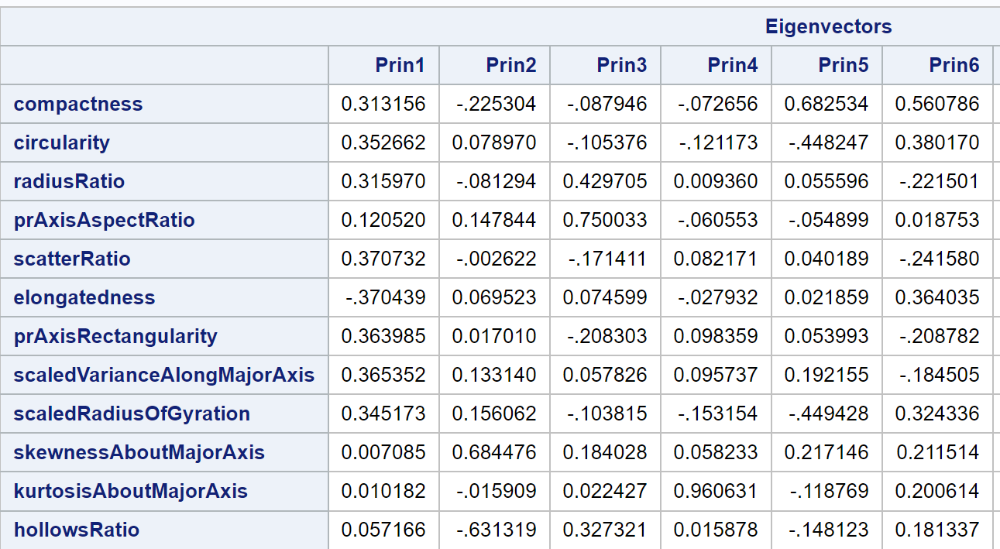 Eigenvectors
Prin1 Prin2 Prin3 Prin4 Prin5 Prin6
compactness 0.313156 -.225304 -.087946 -.072656 0.682534 0.560786
circularity 0.352662 0.078970 -.105376 -.121173 -.448247 0.380170
radiusRatio 0.315970 -.081294 0.429705 0.009360 0.055596 -.221501
prAxisAspectRatio 0.120520 0.147844 0.750033 -.060553 -.054899 0.018753
scatterRatio 0.370732 -.002622 -.171411 0.082171 0.040189 -.241580
elongatedness -.370439 0.069523 0.074599 -.027932 0.021859 0.364035
prAxisRectangularity 0.363985 0.017010 -.208303 0.098359 0.053993 -.208782
scaledVarianceAlongMajorAxis 0.365352 0.133140 0.057826 0.095737 0.192155 -.184505
scaledRadiusOfGyration 0.345173 0.156062 -.103815 -.153154 -.449428 0.324336
skewnessAboutMajorAxis 0.007085 0.684476 0.184028 0.058233 0.217146 0.211514
kurtosisAboutMajorAxis 0.010182 -.015909 0.022427 0.960631 -.118769 0.200614
hollowsRatio 0.057166 -.631319 0.327321 0.015878 -.148123 0.181337